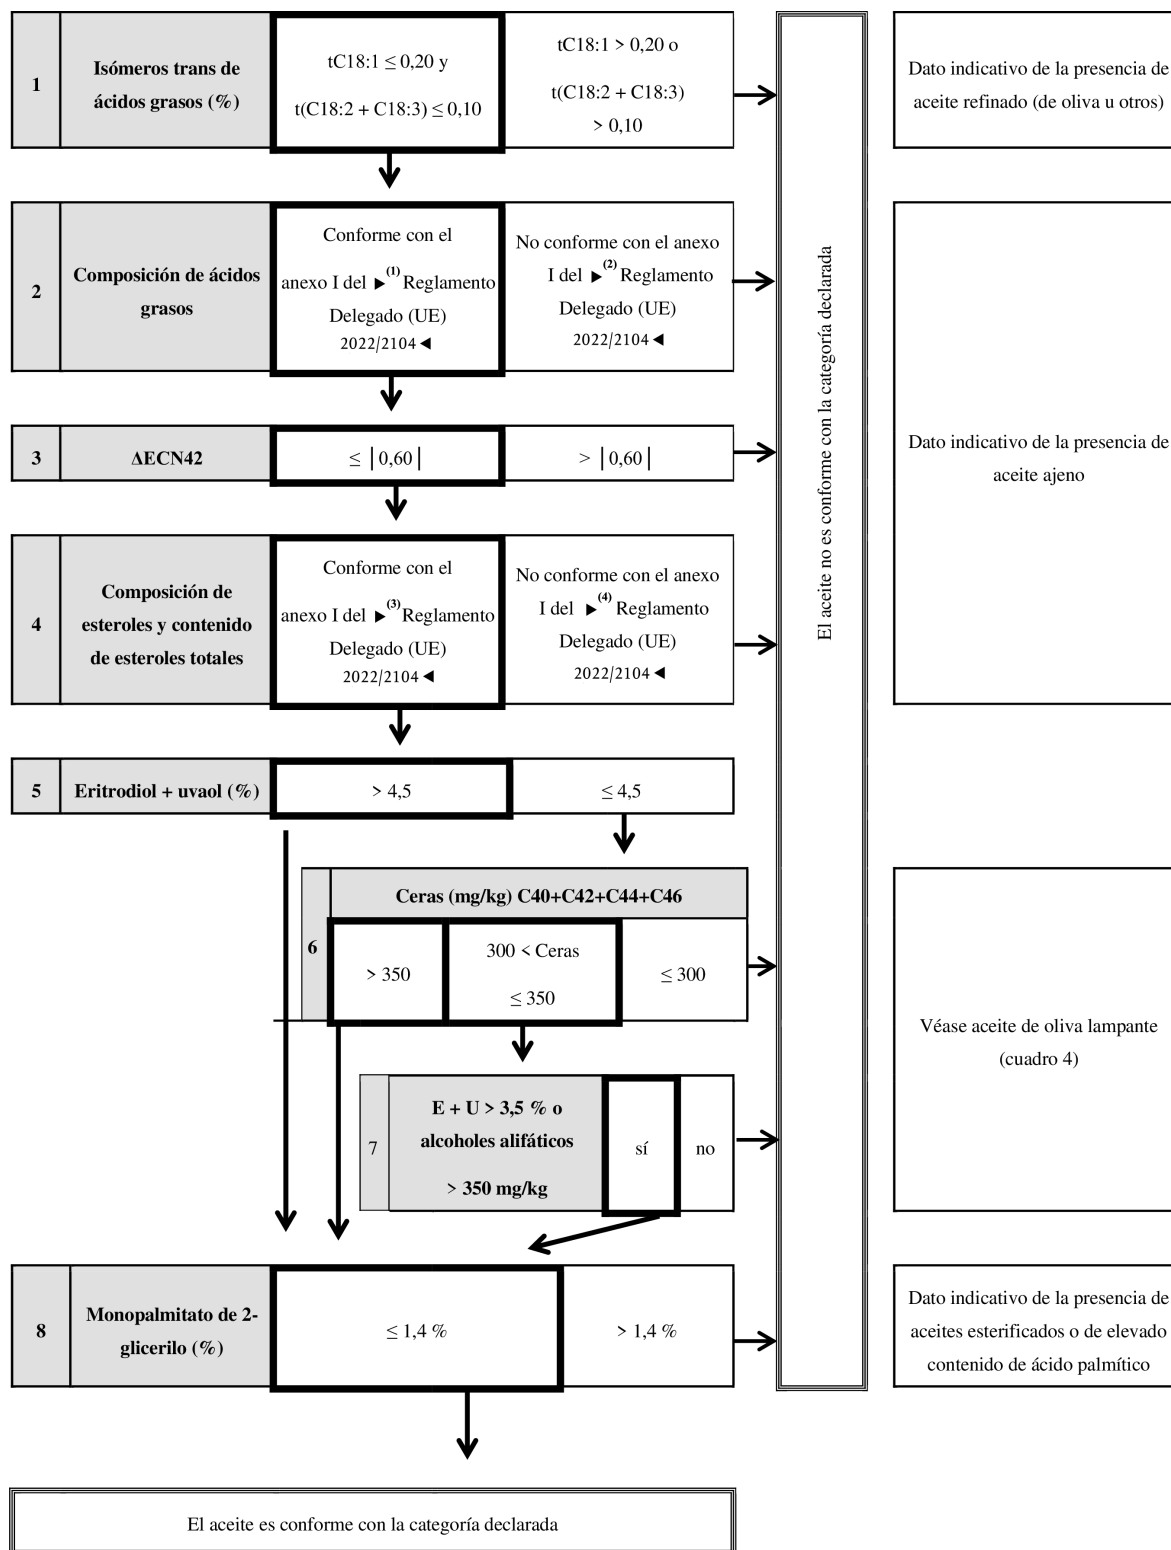 1
Isómeros trans de
ácidos grasos (%)
tC18:1 ≤ 0,20 y
t(C18:2 + C18:3) ≤ 0,10
tC18:1 > 0,20 o
t(C18:2 + C18:3)
> 0,10
Dato indicativo de la presencia de
aceite refinado (de oliva u otros)
El aceite no es conforme con la categoría declarada
2
Composición de ácidos
grasos
Conforme con el
anexo I del ►(1) Reglamento
Delegado (UE)
2022/2104 ◄
No conforme con el anexo
I del ►(2) Reglamento
Delegado (UE)
2022/2104 ◄
3
ΔECN42
≤ |0,60|
> |0,60|
Dato indicativo de la presencia de
aceite ajeno
4
Composición de
esteroles y contenido
de esteroles totales
Conforme con el
anexo I del ►(3) Reglamento
Delegado (UE)
2022/2104 ◄
No conforme con el anexo
I del ►(4) Reglamento
Delegado (UE)
2022/2104 ◄
5
Eritrodiol + uvaol (%)
> 4,5
≤ 4,5
6
Ceras (mg/kg) C40+C42+C44+C46
> 350
300 < Ceras
≤ 350
≤ 300
Véase aceite de oliva lampante
(cuadro 4)
7
E + U > 3,5 % o
alcoholes alifáticos
> 350 mg/kg
sí
no
8
Monopalmitato de 2-
glicerilo (%)
≤ 1,4 %
> 1,4 %
Dato indicativo de la presencia de
aceites esterificados o de elevado
contenido de ácido palmítico
El aceite es conforme con la categoría declarada